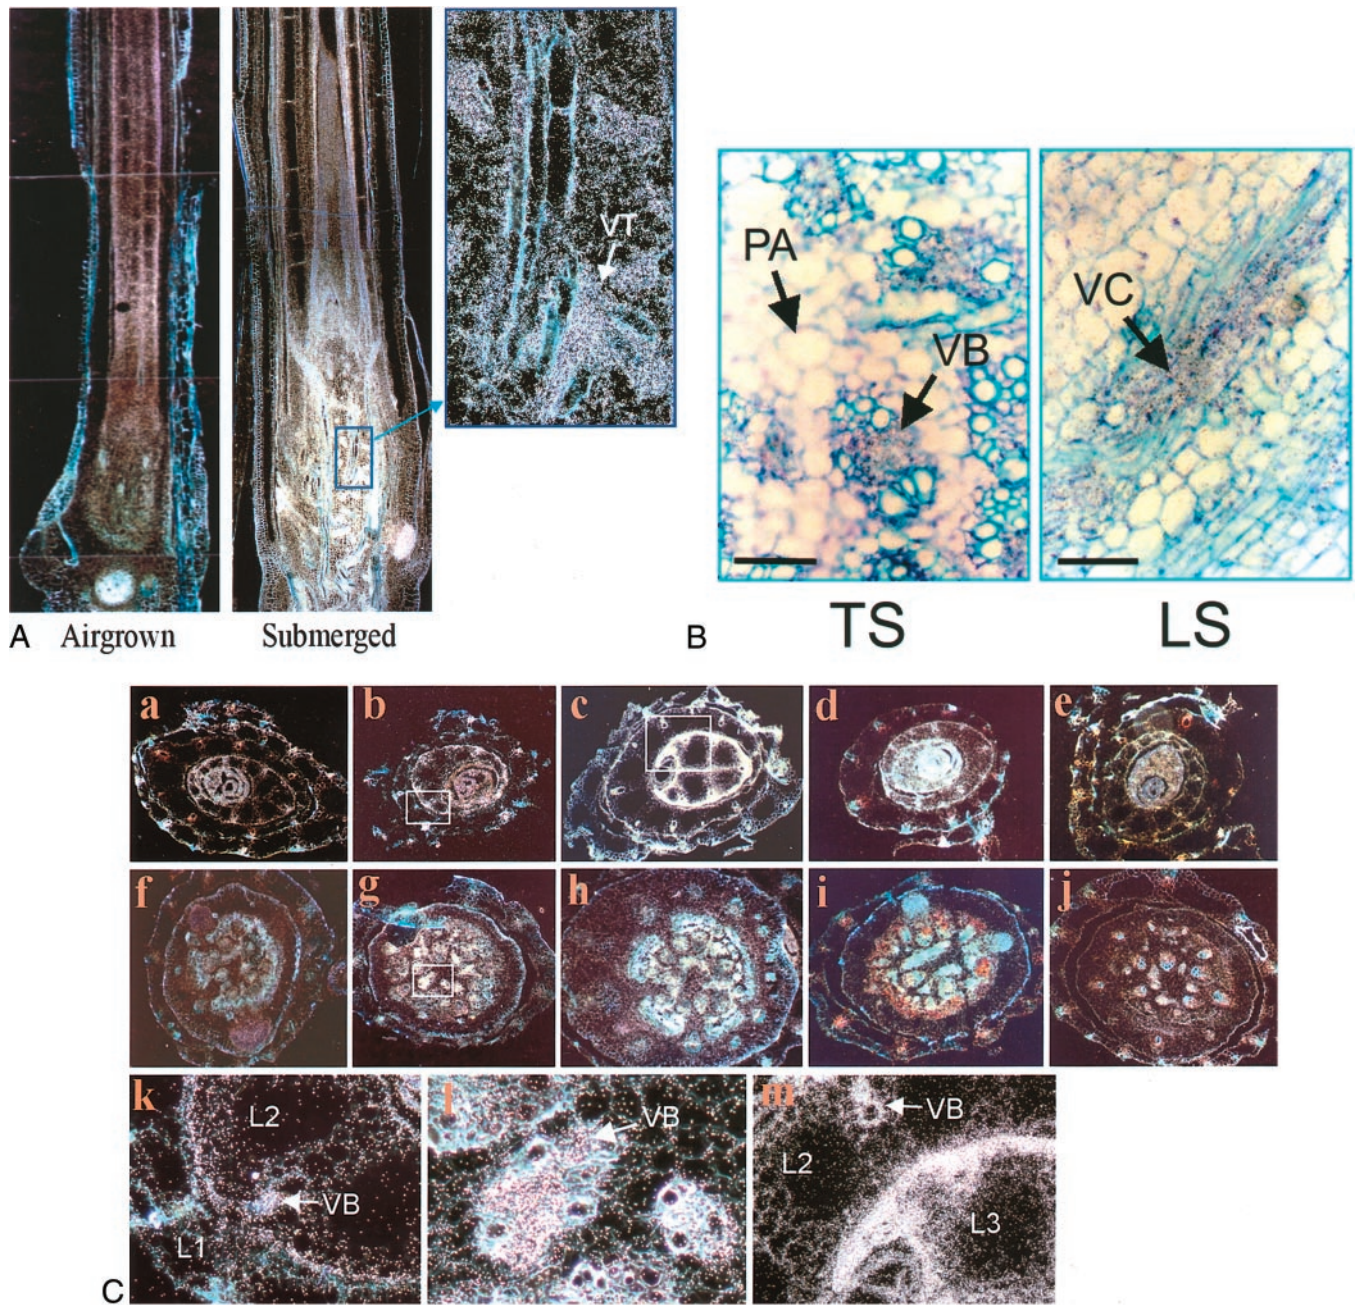 VT
PA
VB
VC
A Airgrown Submerged
B TS LS
a b c d e
f g h i j
k L2 VB L1
l VB
m VB L2 L3
C